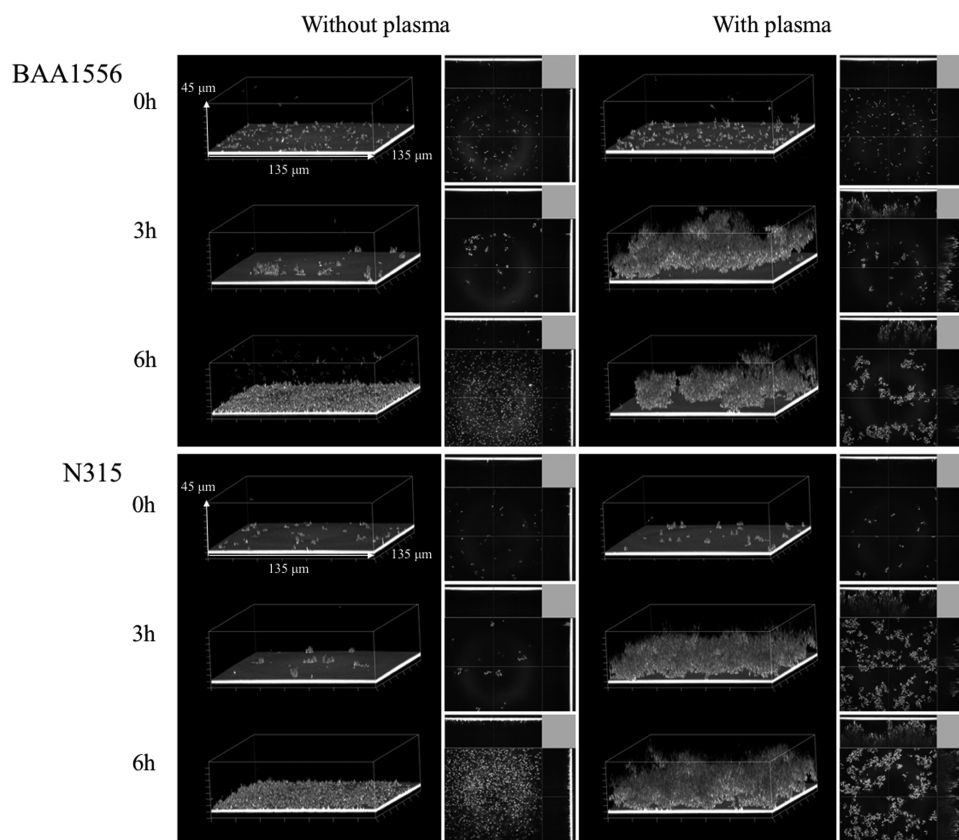 Without plasma
With plasma
BAA1556
0h
45 μm
135 μm
135 μm
3h
6h
N315
0h
45 μm
135 μm
135 μm
3h
6h